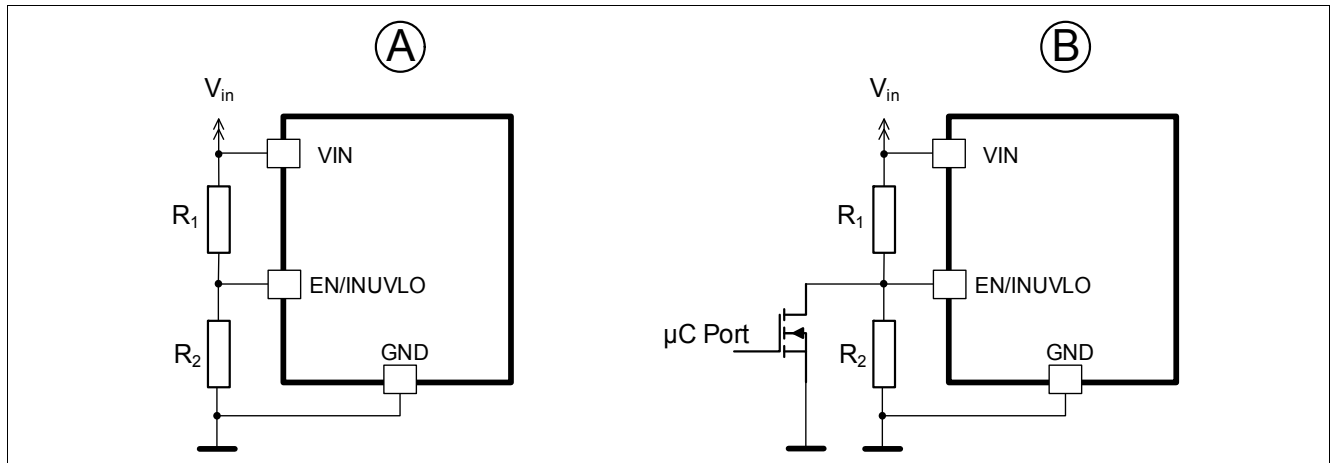 A
V_in
VIN
R_1
EN/INUVLO
R_2
GND
B
V_in
VIN
R_1
EN/INUVLO
µC Port
R_2
GND